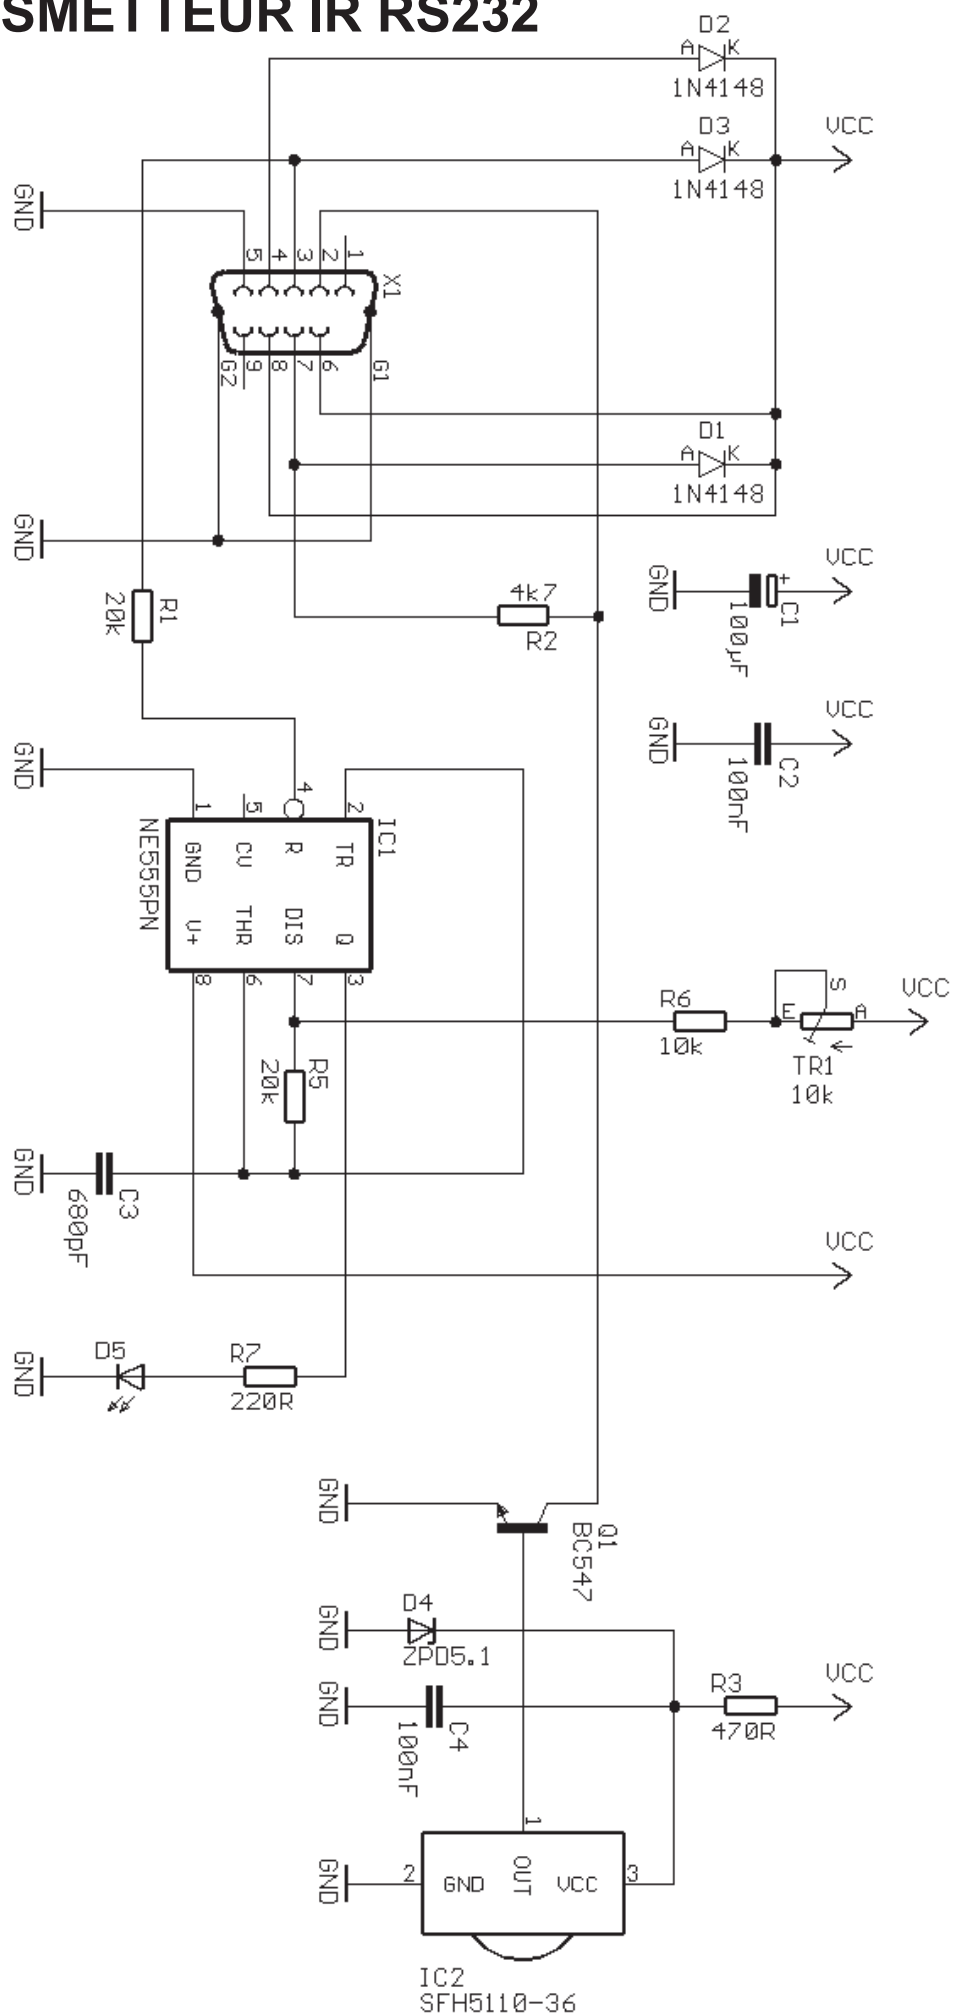 SMETTEUR IR RS232
D2
A
K
1N4148
D3
A
K
1N4148
VCC
GND
5
4
3
2
1
X1
G2
9
8
7
6
G1
D1
A
K
1N4148
GND
VCC
GND
+
C1
100µF
4k7
R2
R1
20k
VCC
GND
C2
100nF
GND
1
5
4
2
IC1
NE555PN
GND
CV
R
TR
V+
THR
DIS
Q
8
6
7
3
S
VCC
R6
10k
E
A
TR1
10k
R5
20k
GND
C3
680pF
VCC
D5
R7
220R
GND
GND
Q1
BC547
D4
ZPD5.1
GND
VCC
R3
470R
GND
C4
100nF
1
GND
2
GND
OUT
VCC
3
IC2
SFH5110-36